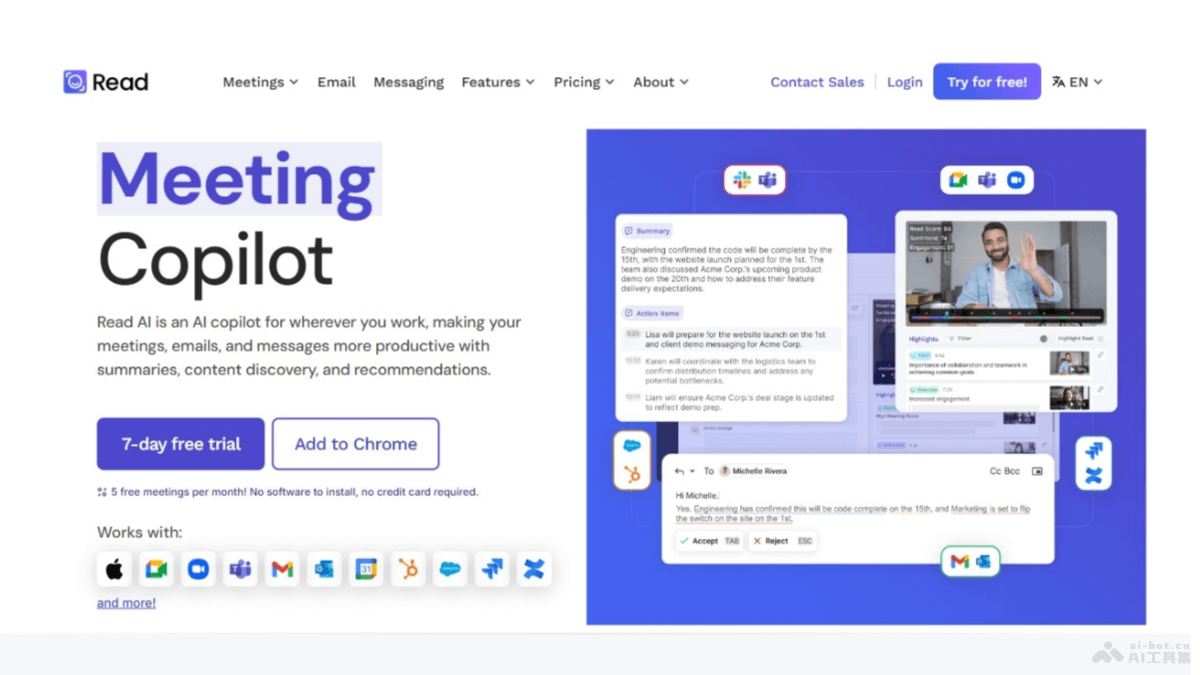 Read
Meetings
Email
Messaging
Features
Pricing
About
Contact Sales
Login
Try for free!
EN
Meeting
Copilot
Read AI is an AI copilot for wherever you work, making your
meetings, emails, and messages more productive with
summaries, content discovery, and recommendations.
7-day free trial
Add to Chrome
5 free meetings per month! No software to install, no credit card required.
Works with:
31
and more!
Summary
Engineering confirmed the code will be complete by the
15th, with the website launch planned for the 1st. The
team also discussed Acme Corp.'s upcoming product
demo on the 20th and how to address their feature
delivery expectations.
Action items
Lisa will prepare for the website launch on the 1st
and client demo messaging for Acme Corp.
Karen will coordinate with the logistics team to
confirm distribution timelines and address any
potential bottlenecks.
Liam will ensure Acme Corp.'s deal stage is updated
to reflect demo prep.
Read Score: 84
Sentiment: 74
Engagement: 91
Highlights
Filter
Highlight Reel
6:42
Importance of collaboration and teamwork in
achieving common goals
Increased engagement
To
Michelle Rivera
Cc Bcc
Hi Michelle,
Yes. Engineering has confirmed this will be code complete on the 15th, and Marketing is set to flip
the switch on the site on the 1st.
Accept TAB
Reject ESC
ai-bot.cn
AI工具集